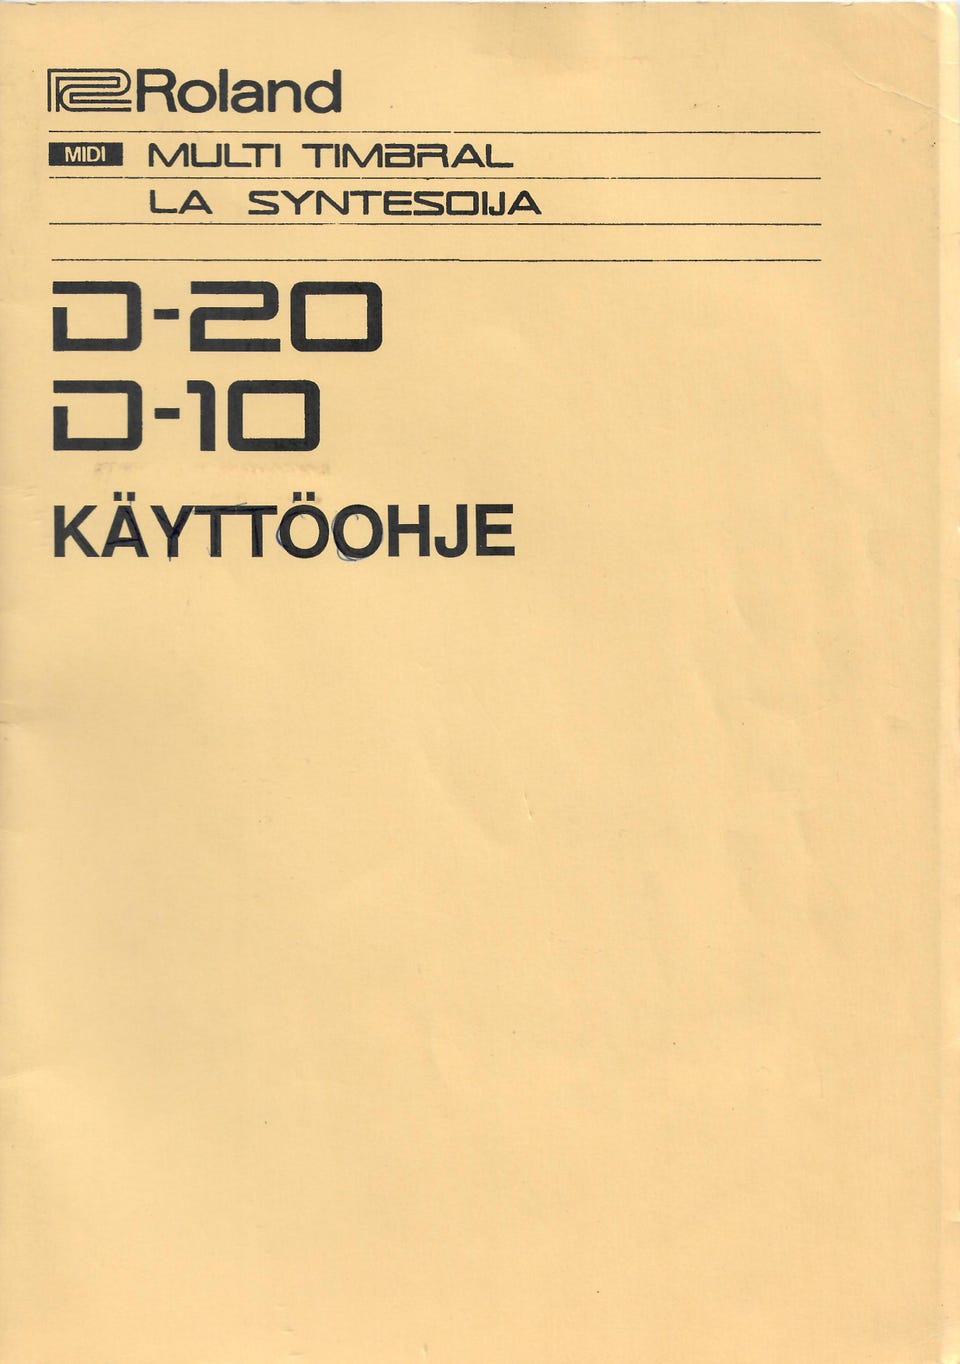 Roland
MIDI MULTI TIMBRAL
LA SYNTESOIJA
D-20
D-10
KÄYTTÖOHJE